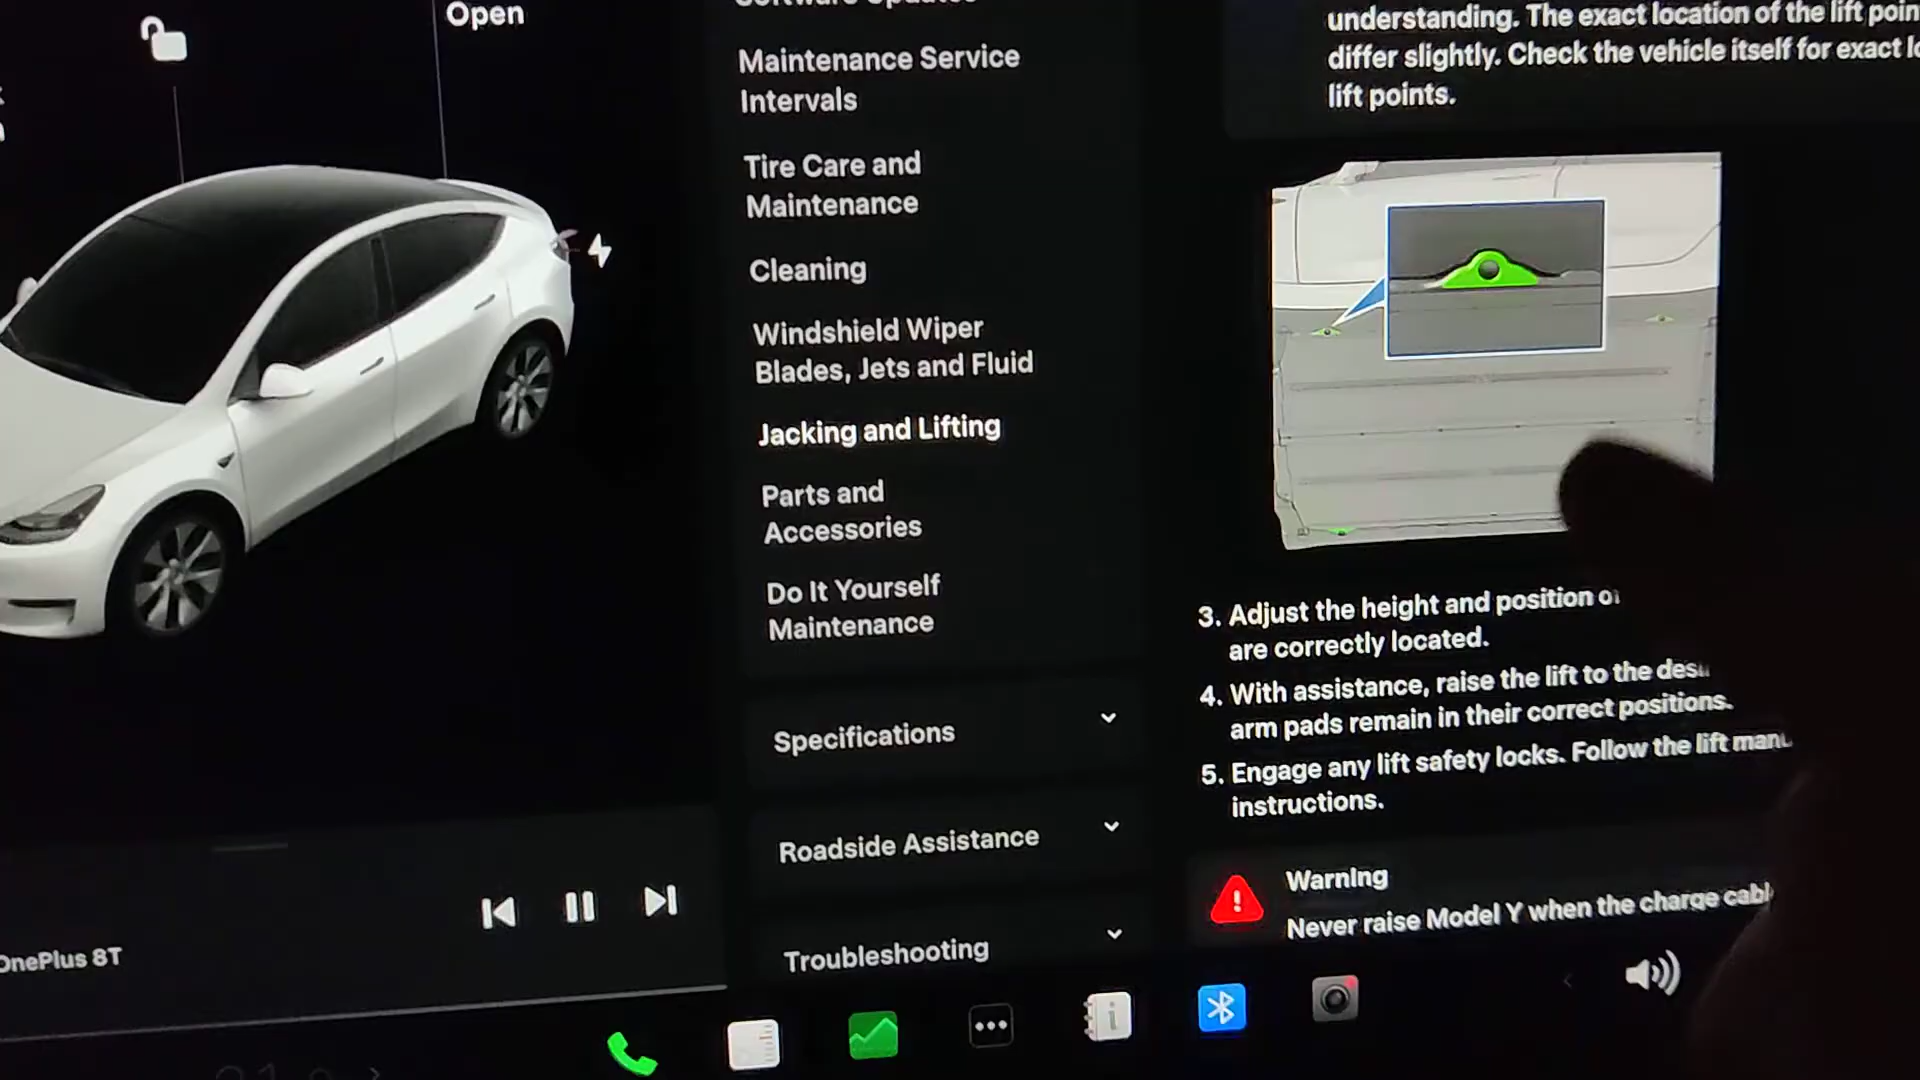 Open
Maintenance Service
Intervals
Tire Care and
Maintenance
Cleaning
Windshield Wiper
Blades, Jets and Fluid
Jacking and Lifting
Parts and
Accessories
Do It Yourself
Maintenance
Specifications
Roadside Assistance
Troubleshooting
OnePlus 8T
understanding. The exact location of the lift
differ slightly. Check the vehicle itself for exact
lift points.
3. Adjust the height and position
are correctly located.
4. With assistance, raise the lift to the
arm pads remain in their correct positions.
5. Engage any lift safety locks. Follow the lift
instructions.
Warning
Never raise Model Y when the charge